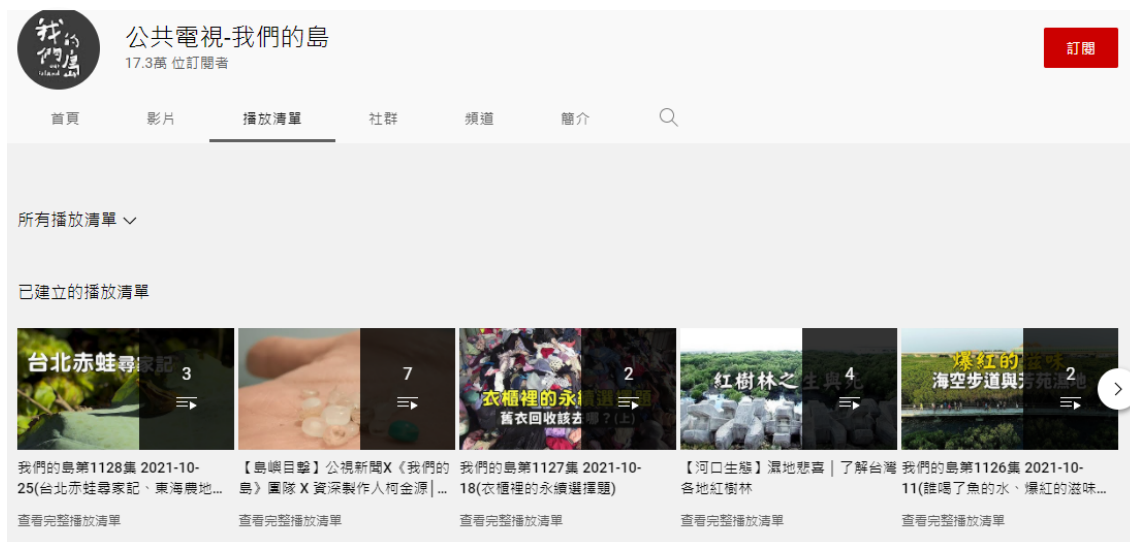 我們的島
our island
公共電視-我們的島
17.3萬 位訂閱者
訂閱
首頁
影片
播放清單
社群
頻道
簡介
所有播放清單
已建立的播放清單
台北赤蛙尋家記
3
7
衣櫃裡的永續選擇題
舊衣回收該去哪?(上)
2
紅樹林之生與死
4
爆紅的滋味
海空步道與芳苑濕地
2
我們的島第1128集 2021-10-
25(台北赤蛙尋家記、東海農地...
查看完整播放清單
【島嶼目擊】公視新聞X《我們的
島》團隊 X 資深製作人柯金源│...
查看完整播放清單
我們的島第1127集 2021-10-
18(衣櫃裡的永續選擇題)
查看完整播放清單
【河口生態】濕地悲喜│了解台灣
各地紅樹林
查看完整播放清單
我們的島第1126集 2021-10-
11(誰喝了魚的水、爆紅的滋味...
查看完整播放清單